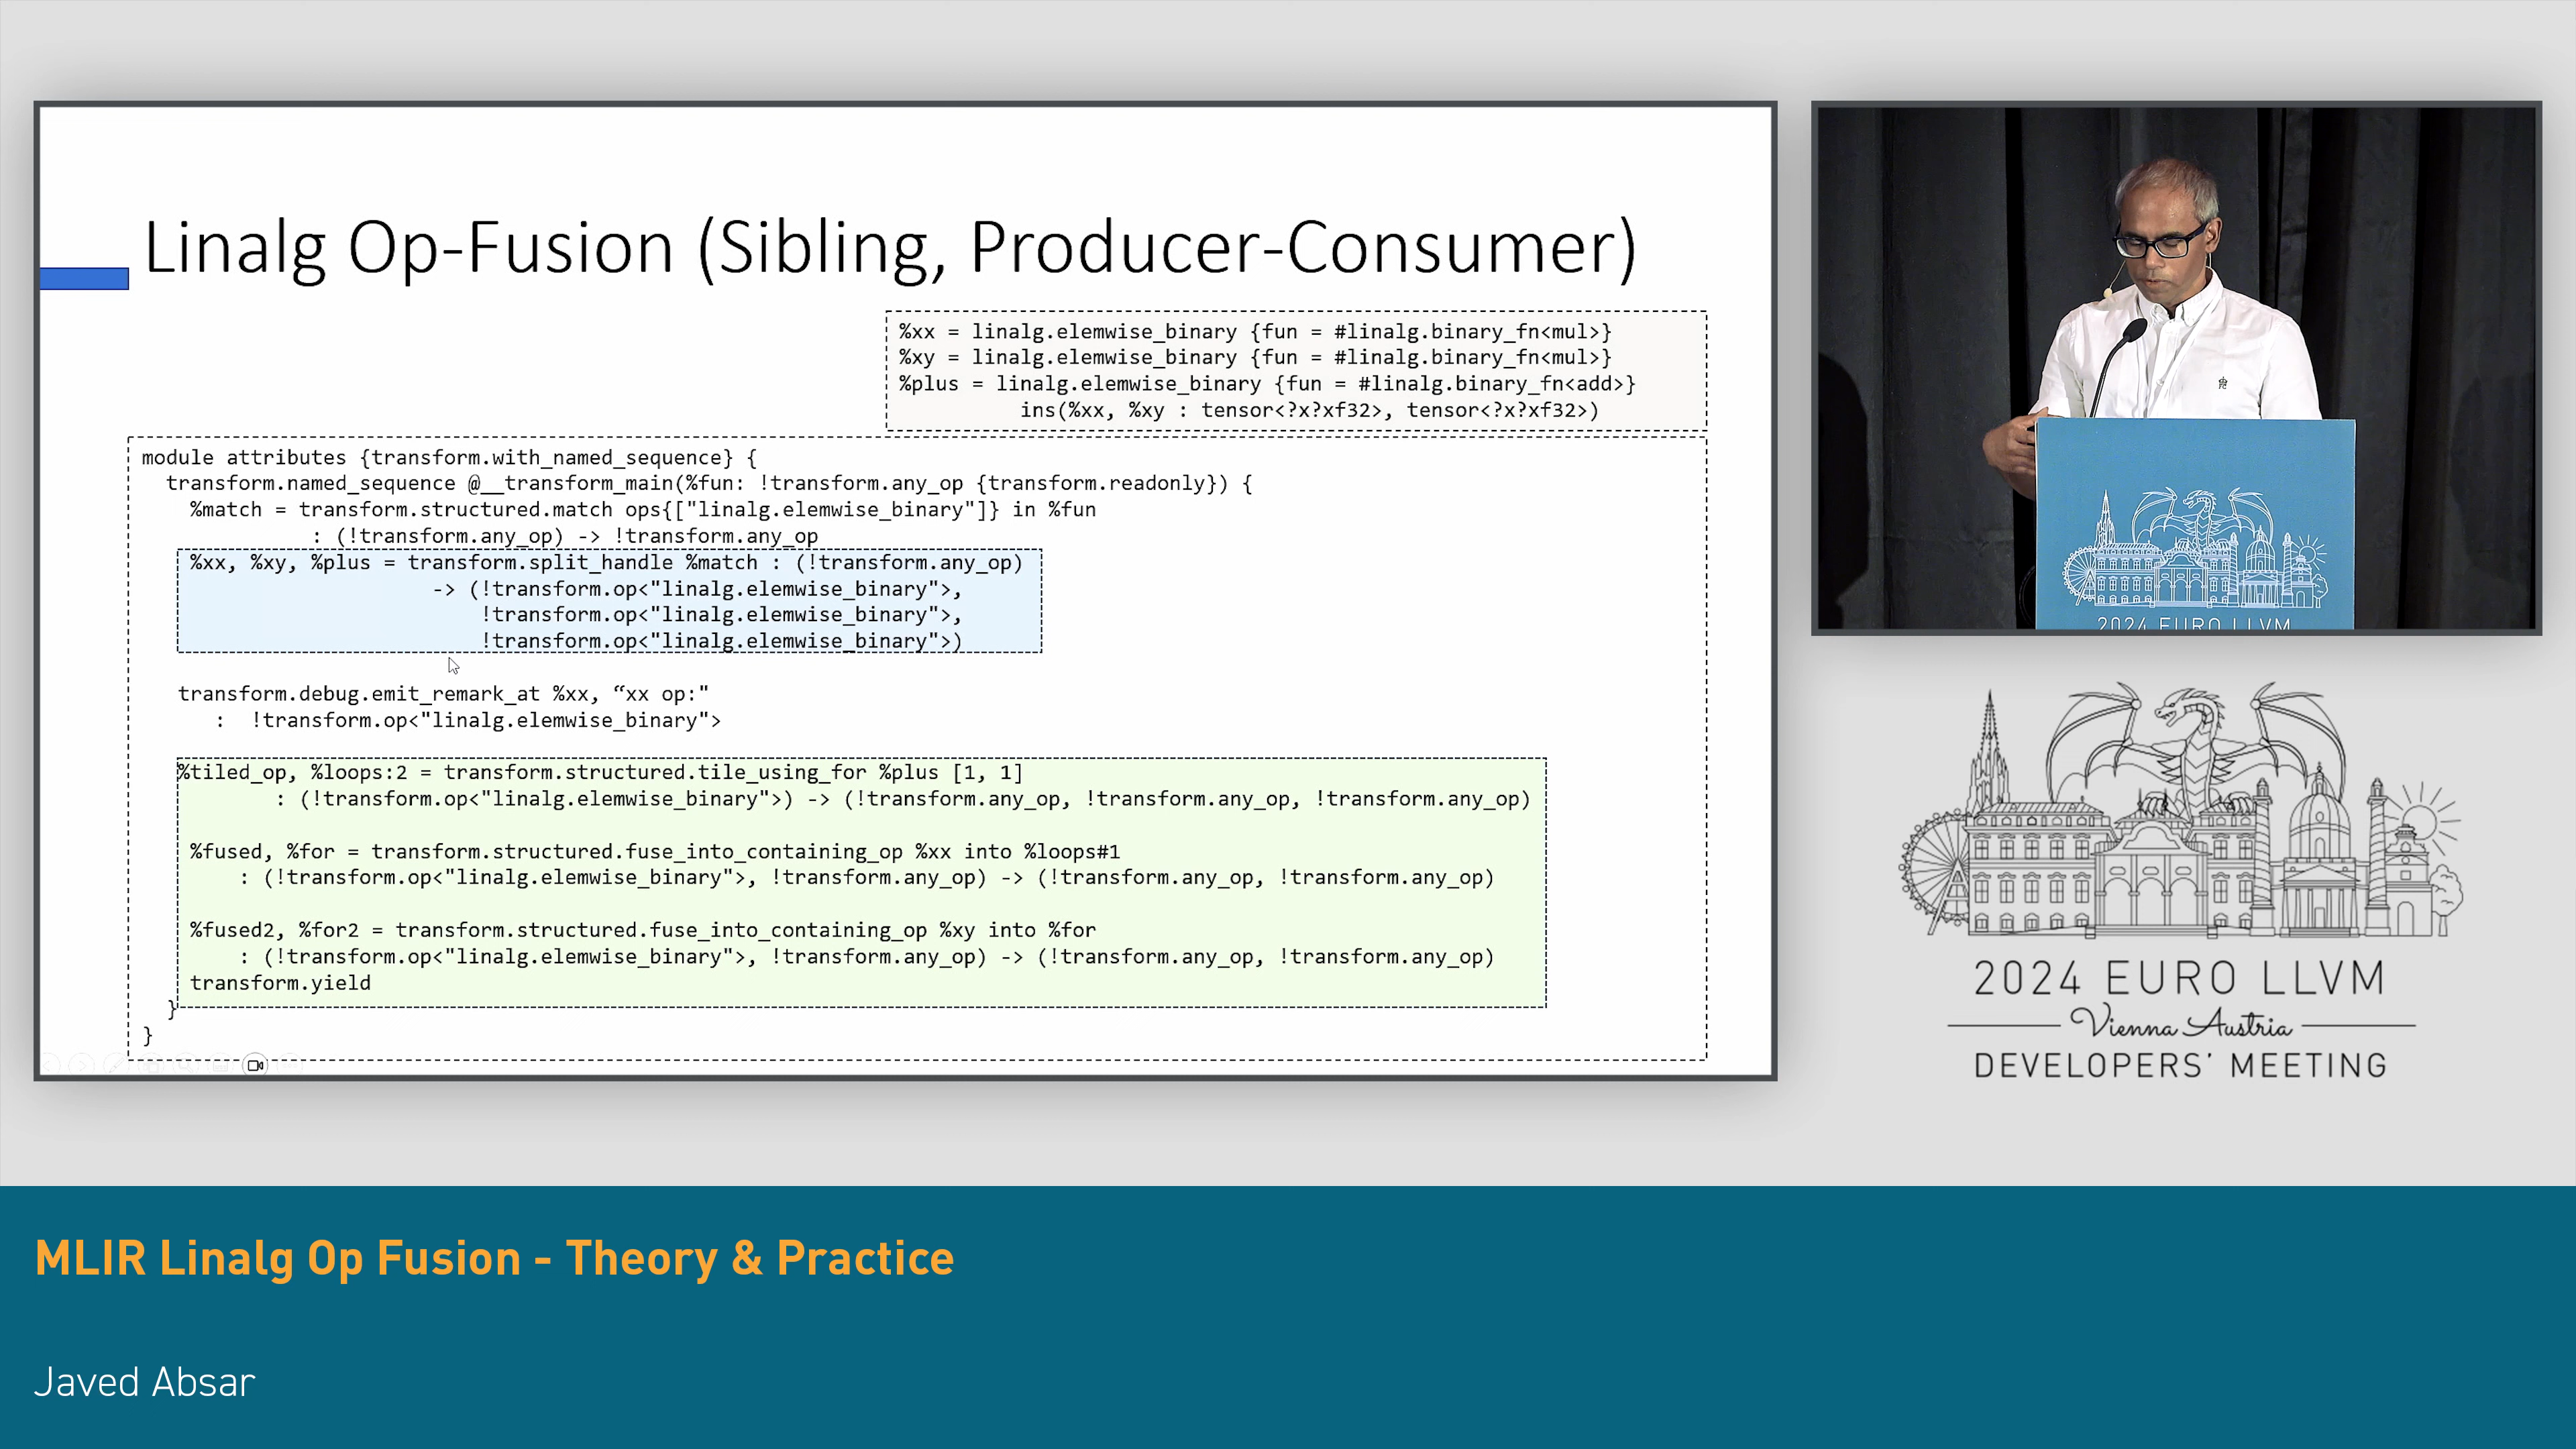 Linalg Op-Fusion (Sibling, Producer-Consumer)
%xx = linalg.elemwise_binary {fun = #linalg.binary_fn<mul>}
%xy = linalg.elemwise_binary {fun = #linalg.binary_fn<mul>}
%plus = linalg.elemwise_binary {fun = #linalg.binary_fn<add>}
ins(%xx, %xy : tensor<?x?xf32>, tensor<?x?xf32>)
module attributes {transform.with_named_sequence} {
transform.named_sequence @__transform_main(%fun: !transform.any_op {transform.readonly}) {
%match = transform.structured.match ops{["linalg.elemwise_binary"]} in %fun
: (!transform.any_op) -> !transform.any_op
%xx, %xy, %plus = transform.split_handle %match : (!transform.any_op)
-> (!transform.op<"linalg.elemwise_binary">,
!transform.op<"linalg.elemwise_binary">,
!transform.op<"linalg.elemwise_binary">)
transform.debug.emit_remark_at %xx, “xx op:"
: !transform.op<"linalg.elemwise_binary">
%tiled_op, %loops:2 = transform.structured.tile_using_for %plus [1, 1]
: (!transform.op<"linalg.elemwise_binary">) -> (!transform.any_op, !transform.any_op, !transform.any_op)
%fused, %for = transform.structured.fuse_into_containing_op %xx into %loops#1
: (!transform.op<"linalg.elemwise_binary">, !transform.any_op) -> (!transform.any_op, !transform.any_op)
%fused2, %for2 = transform.structured.fuse_into_containing_op %xy into %for
: (!transform.op<"linalg.elemwise_binary">, !transform.any_op) -> (!transform.any_op, !transform.any_op)
transform.yield
}
}
2024 EURO LLVM
2024 EURO LLVM
Vienna Austria
DEVELOPERS' MEETING
MLIR Linalg Op Fusion - Theory & Practice
Javed Absar